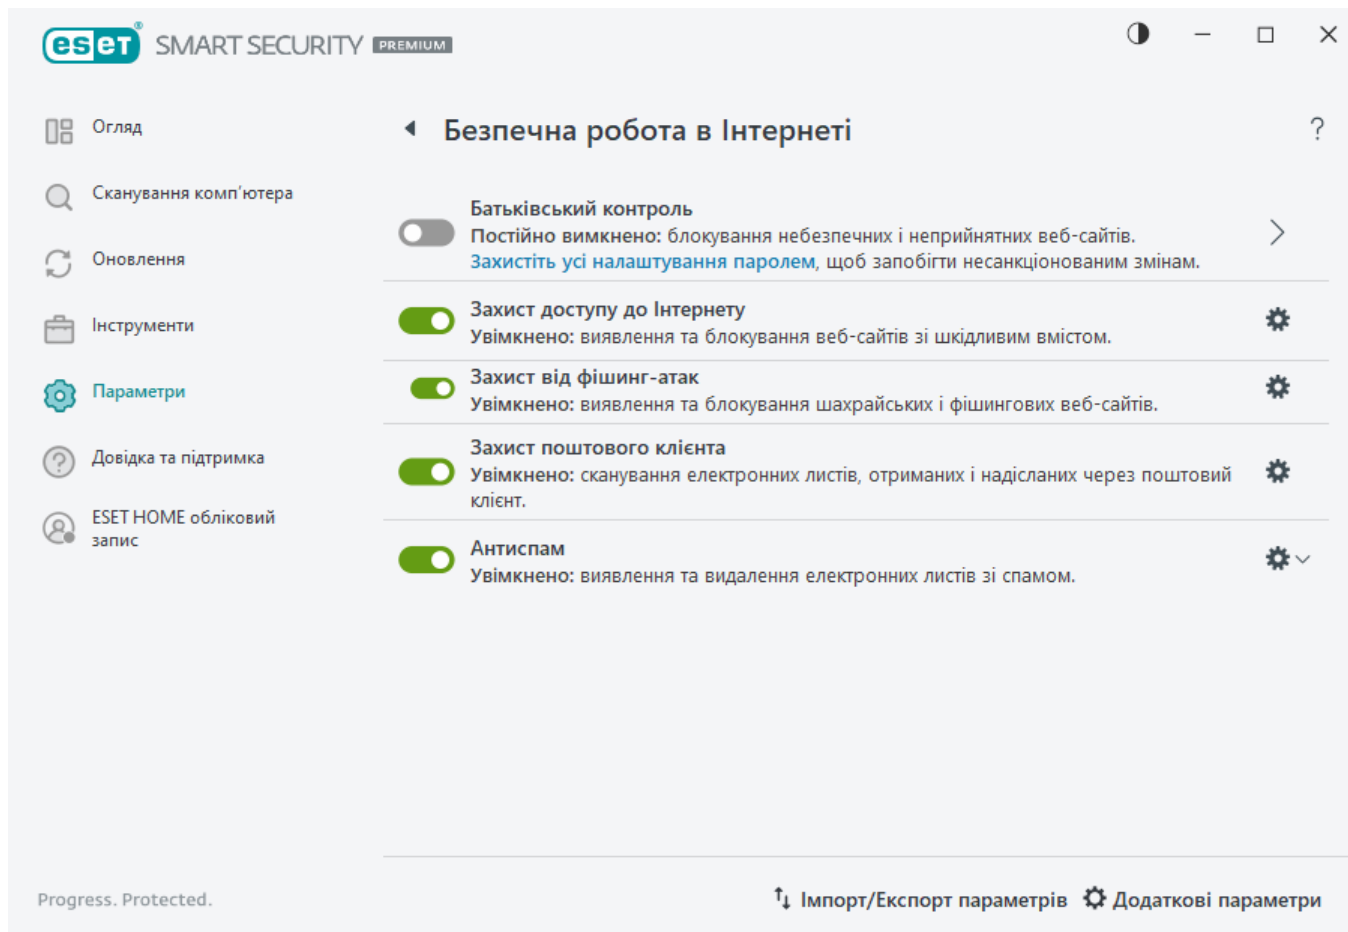 eset® SMART SECURITY PREMIUM
Огляд
Сканування комп'ютера
Оновлення
Інструменти
Параметри
Довідка та підтримка
ESET HOME обліковий
запис
Безпечна робота в Інтернеті
?
Батьківський контроль
Постійно вимкнено: блокування небезпечних і неприйнятних веб-сайтів.
Захистіть усі налаштування паролем, щоб запобігти несанкціонованим змінам.
Захист доступу до Інтернету
Увімкнено: виявлення та блокування веб-сайтів зі шкідливим вмістом.
Захист від фішинг-атак
Увімкнено: виявлення та блокування шахрайських і фішингових веб-сайтів.
Захист поштового клієнта
Увімкнено: сканування електронних листів, отриманих і надісланих через поштовий
клієнт.
Антиспам
Увімкнено: виявлення та видалення електронних листів зі спамом.
Progress. Protected.
Імпорт/Експорт параметрів Додаткові параметри